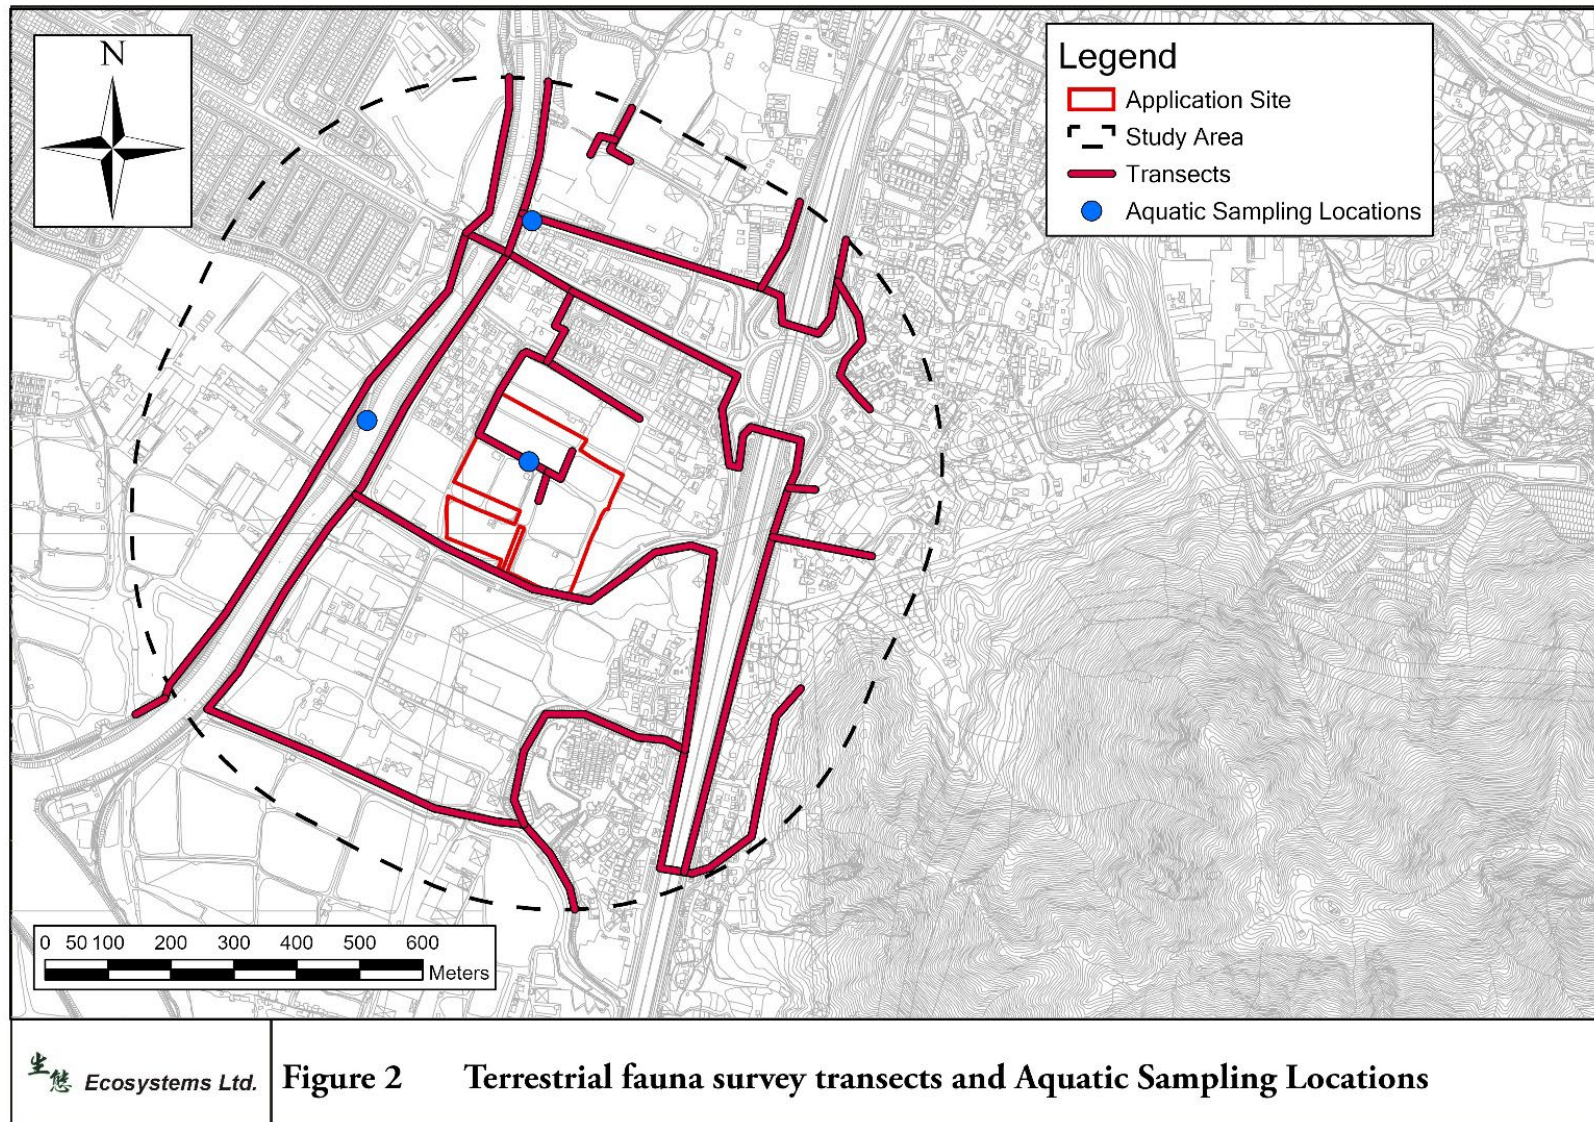 N
Legend
Application Site
Study Area
Transects
Aquatic Sampling Locations
0 50 100 200 300 400 500 600
Meters
生態 Ecosystems Ltd.
Figure 2 Terrestrial fauna survey transects and Aquatic Sampling Locations